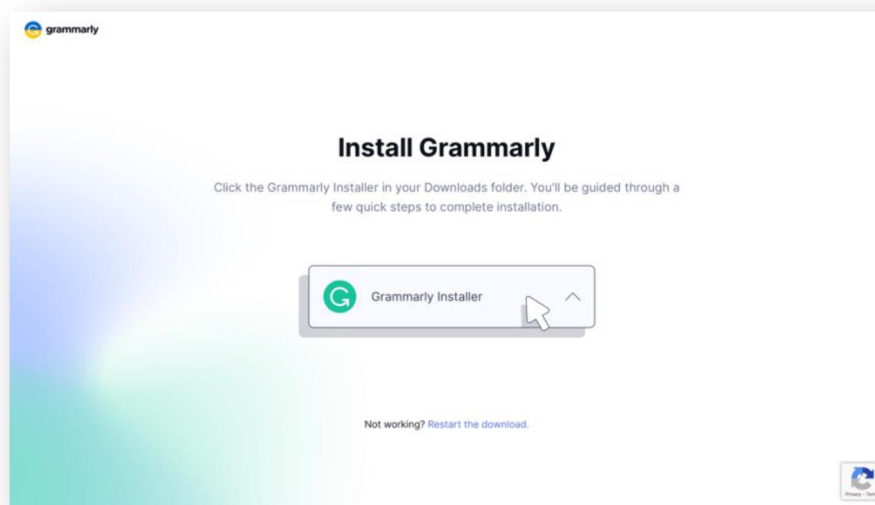 grammarly
Install Grammarly
Click the Grammarly Installer in your Downloads folder. You'll be guided through a
few quick steps to complete installation.
Grammarly Installer
Not working? Restart the download.
Privacy -